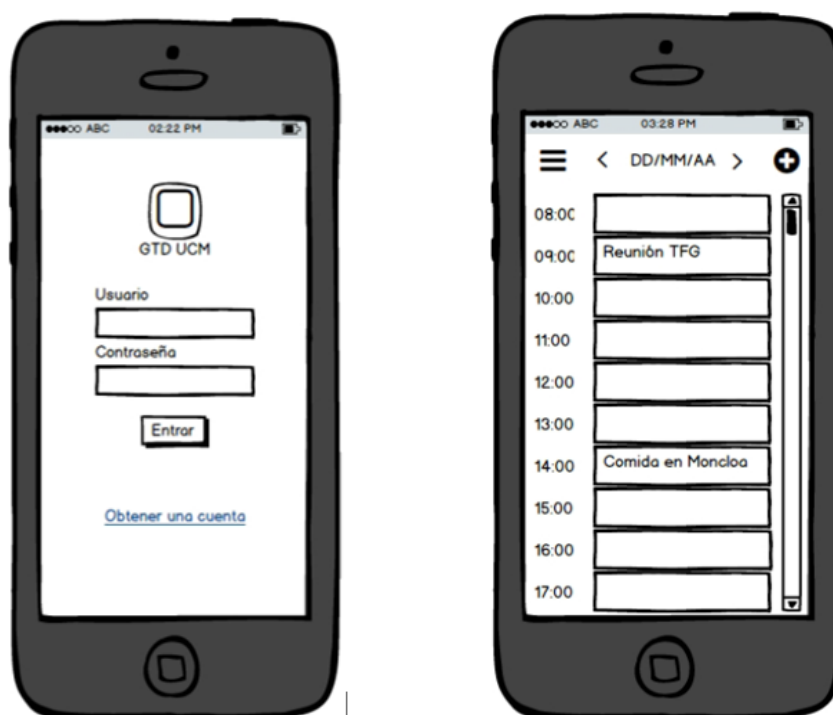 ABC 02:22 PM
GTD UCM
Usuario
Contraseña
Entrar
Obtener una cuenta
ABC 03:28 PM
DD/MM/AA
08:00
09:00 Reunión TFG
10:00
11:00
12:00
13:00
14:00 Comida en Moncloa
15:00
16:00
17:00